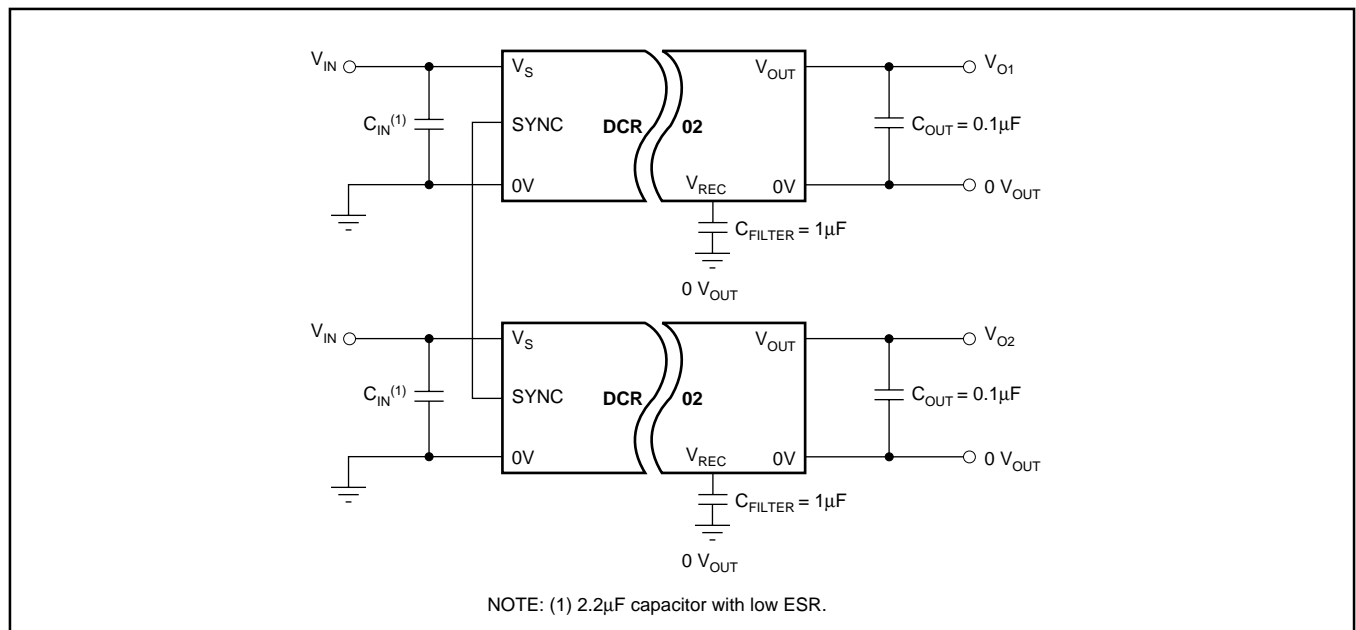 V_IN
V_S
V_OUT
V_O1
C_IN^(1)
SYNC
DCR
02
C_OUT = 0.1μF
0V
V_REC
0V
0 V_OUT
C_FILTER = 1μF
0 V_OUT
V_IN
V_S
V_OUT
V_O2
C_IN^(1)
SYNC
DCR
02
C_OUT = 0.1μF
0V
V_REC
0V
0 V_OUT
C_FILTER = 1μF
0 V_OUT
NOTE: (1) 2.2μF capacitor with low ESR.